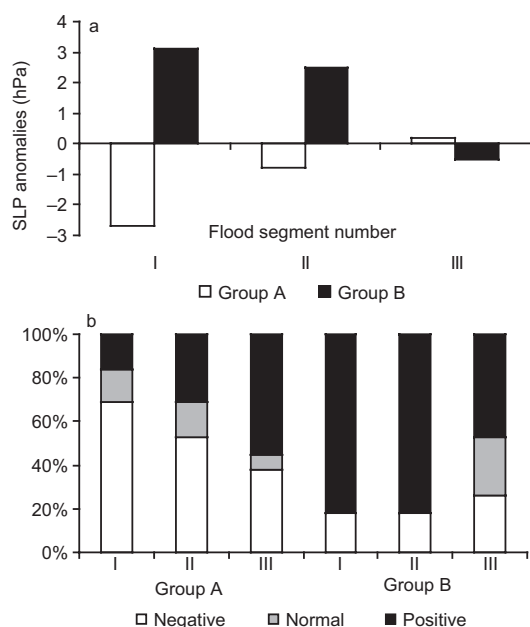 a
4
3
2
1
0
–1
–2
–3
SLP anomalies (hPa)
Flood segment number
I II III
Group A Group B
b
100%
80%
60%
40%
20%
0%
I II III I II III
Group A Group B
Negative Normal Positive